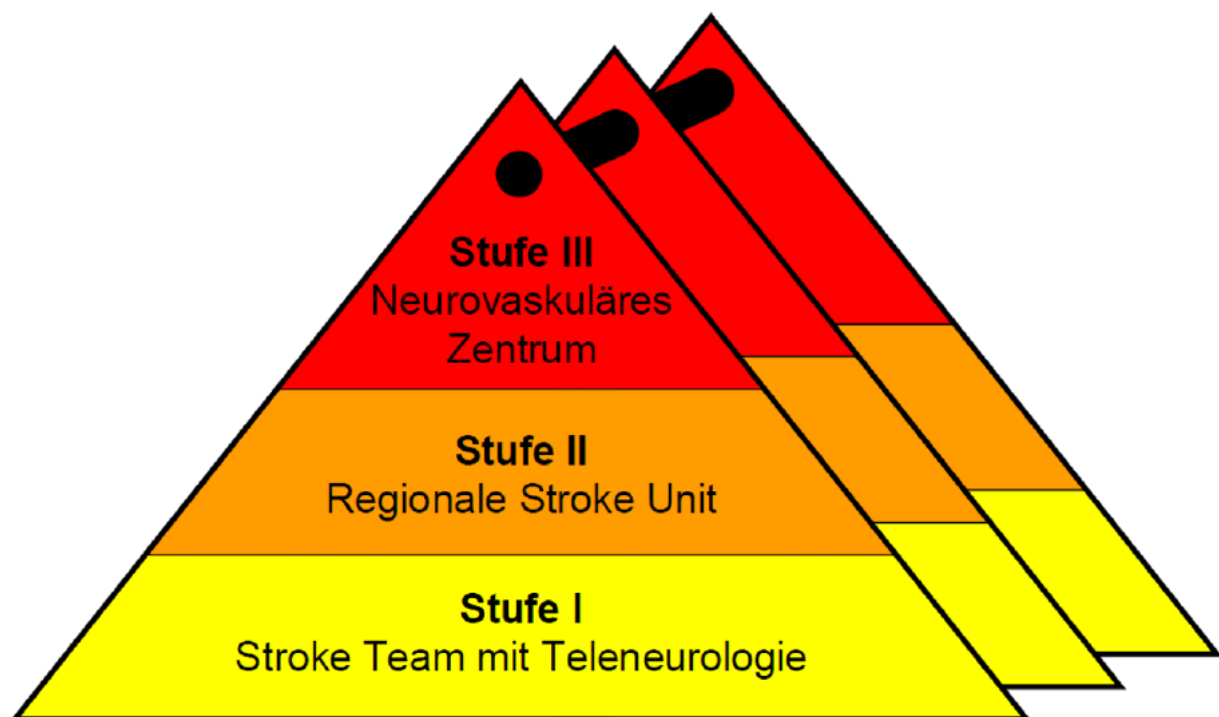 Stufe III
Neurovaskuläres
Zentrum
Stufe II
Regionale Stroke Unit
Stufe I
Stroke Team mit Teleneurologie